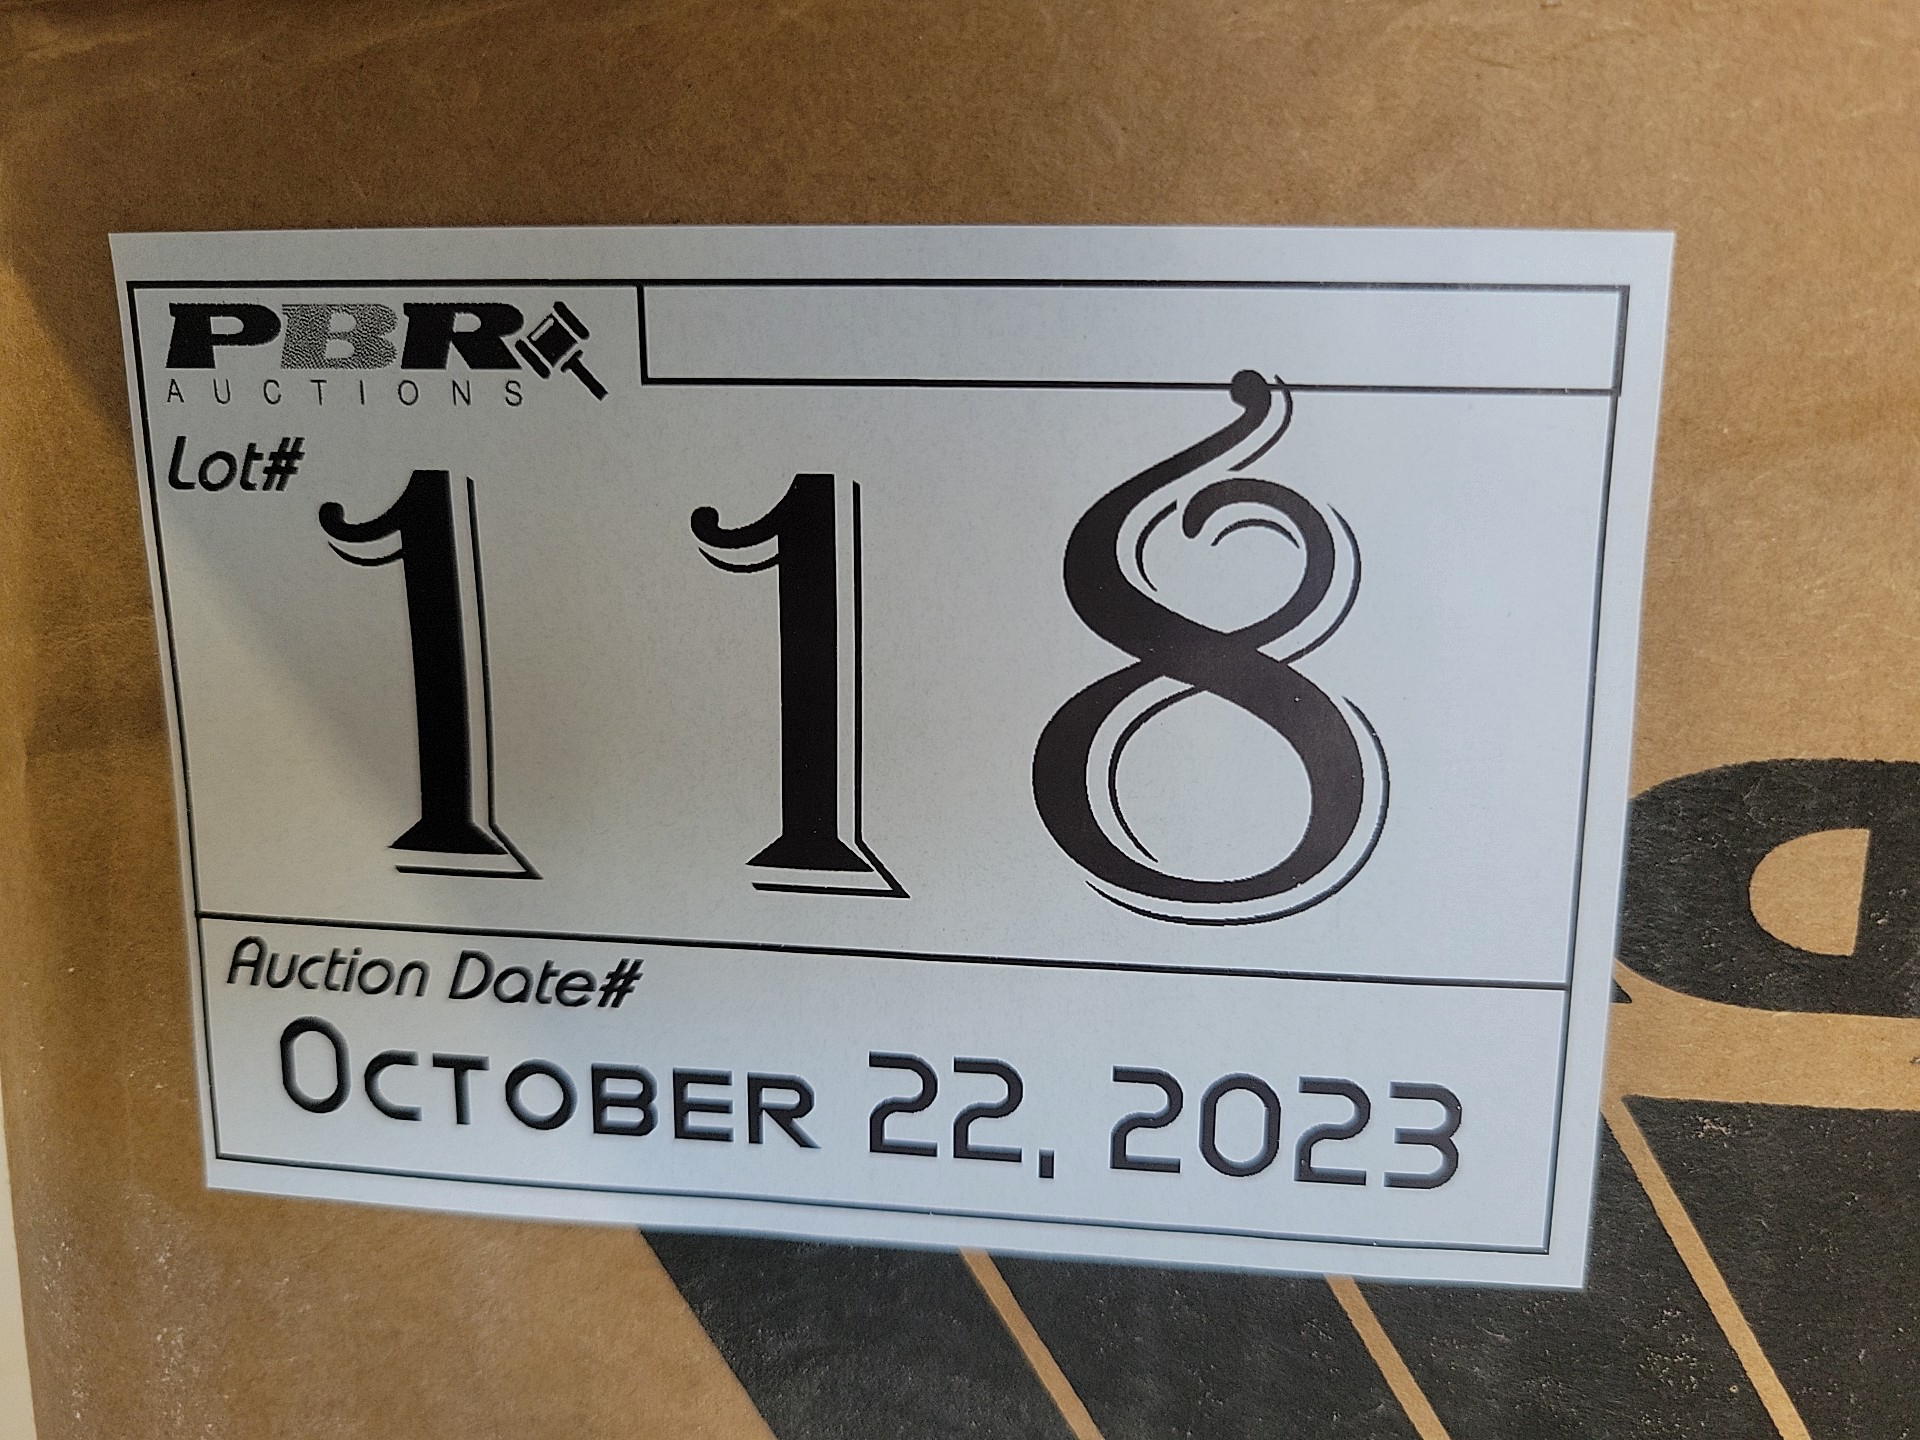 PBR
AUCTIONS
Lot#
118
Auction Date#
October 22, 2023